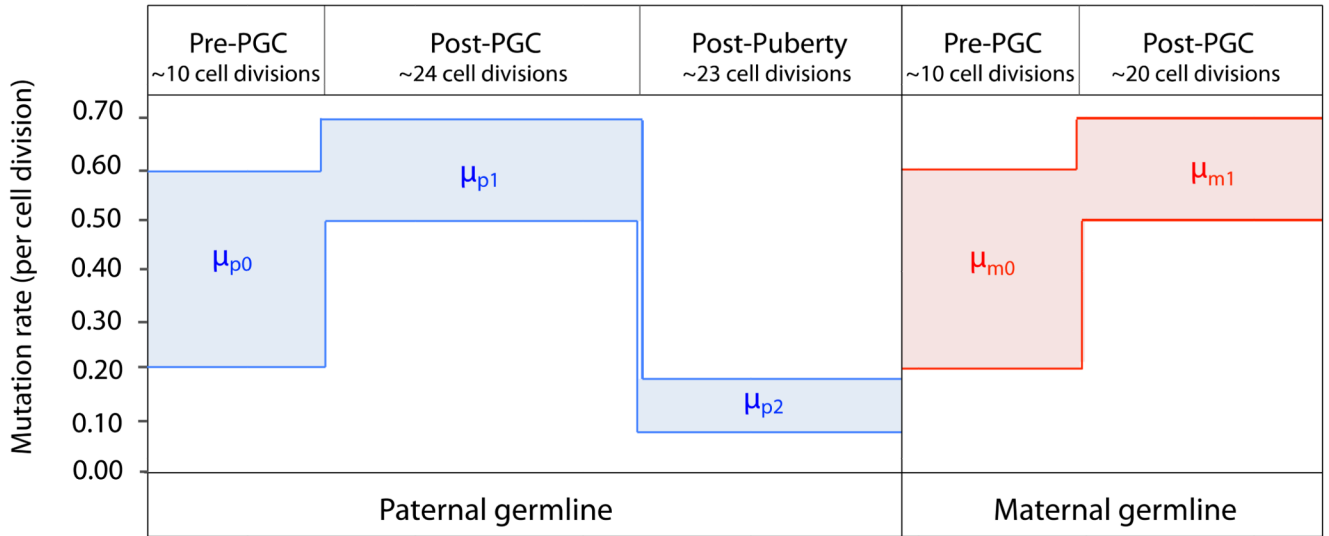 Pre-PGC
~10 cell divisions
Post-PGC
~24 cell divisions
Post-Puberty
~23 cell divisions
Pre-PGC
~10 cell divisions
Post-PGC
~20 cell divisions
Mutation rate (per cell division)
0.70
0.60
0.50
0.40
0.30
0.20
0.10
0.00
μp0
μp1
μp2
μm0
μm1
Paternal germline
Maternal germline